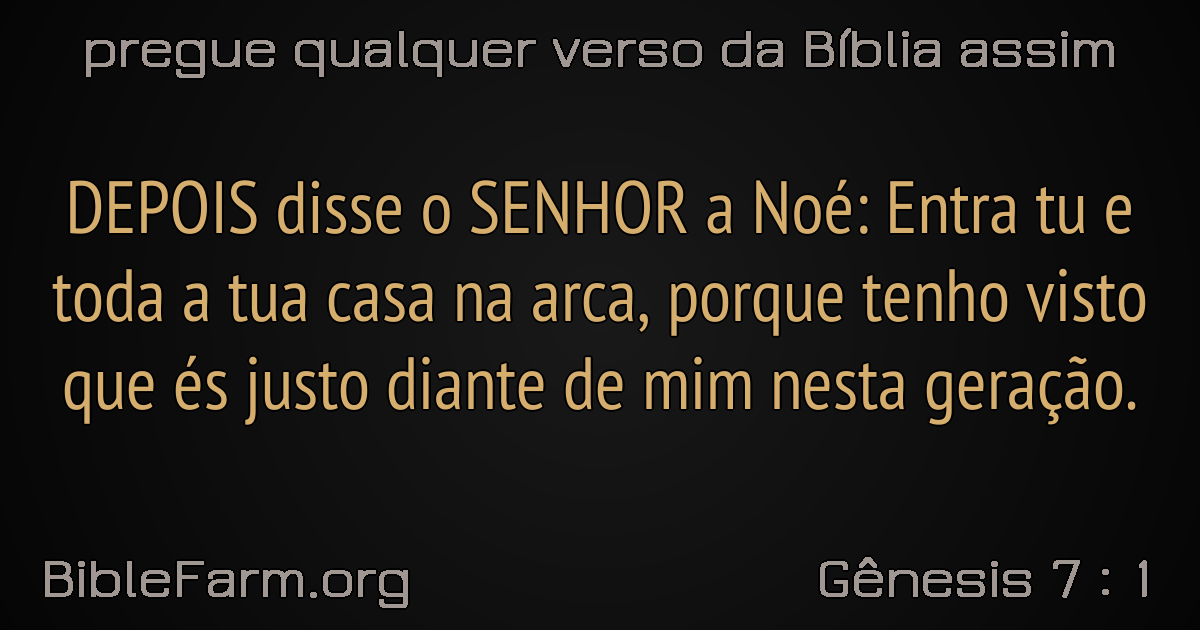 pregue qualquer verso da Bíblia assim
DEPOIS disse o SENHOR a Noé: Entra tu e
toda a tua casa na arca, porque tenho visto
que és justo diante de mim nesta geração.
BibleFarm.org
Gênesis 7 : 1